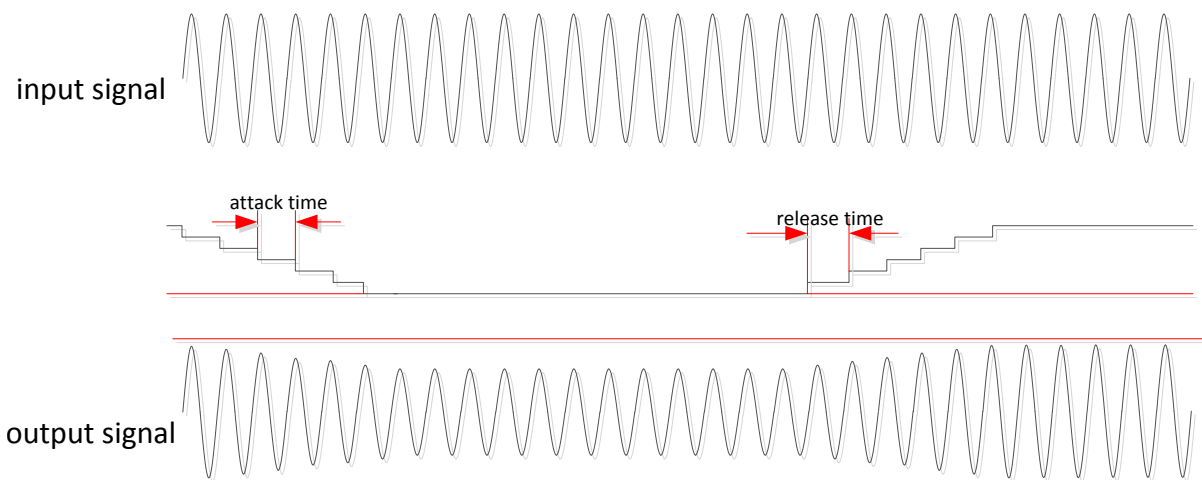 input signal
attack time
release time
output signal